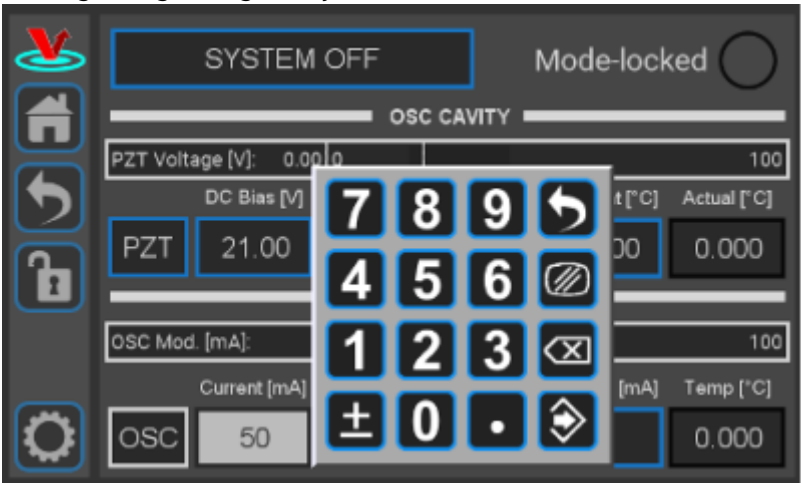 SYSTEM OFF Mode-locked
OSC CAVITY
PZT Voltage [V]: 0.00 0 100
DC Bias [V] [°C] Actual [°C]
PZT 21.00 00 0.000
OSC Mod. [mA]: 100
Current [mA] [mA] Temp [°C]
OSC 50 0.000
7 8 9
4 5 6
1 2 3
± 0 .